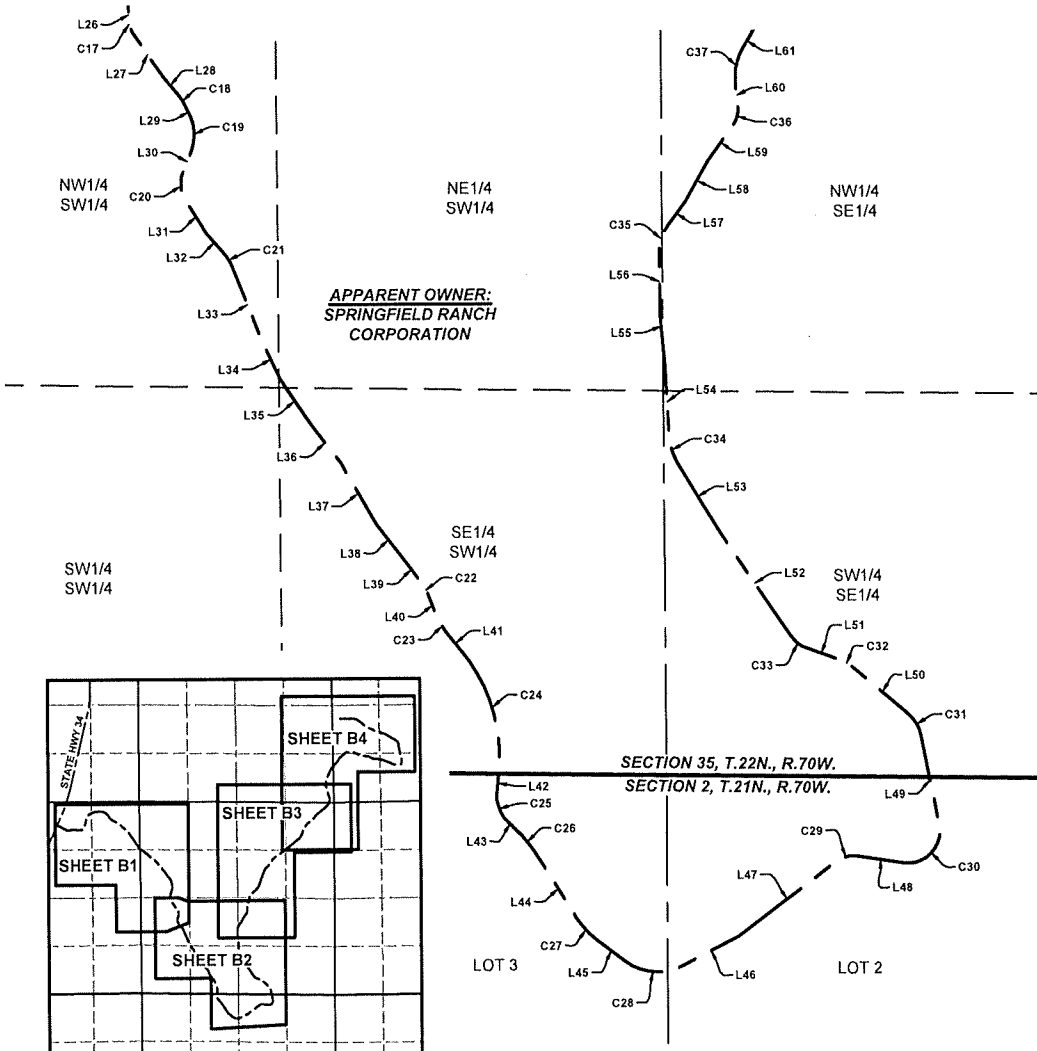 L26
C17
L27
L28
C18
L29
C19
L30
C20
L31
L32
C21
L33
L34
L35
L36
L37
L38
L39
C22
L40
C23
L41
C24
L42
C25
L43
C26
L44
C27
L45
C28
L46
L47
C29
L48
C30
L49
C31
L50
C32
L51
C33
L52
L53
C34
L54
L55
L56
C35
L57
L58
L59
C36
L60
C37
L61
NW1/4
SW1/4
NE1/4
SW1/4
NW1/4
SE1/4
APPARENT OWNER:
SPRINGFIELD RANCH
CORPORATION
SW1/4
SW1/4
SE1/4
SW1/4
SW1/4
SE1/4
SECTION 35, T.22N., R.70W.
SECTION 2, T.21N., R.70W.
LOT 3
LOT 2
STATE HWY 34
SHEET B4
SHEET B3
SHEET B1
SHEET B2